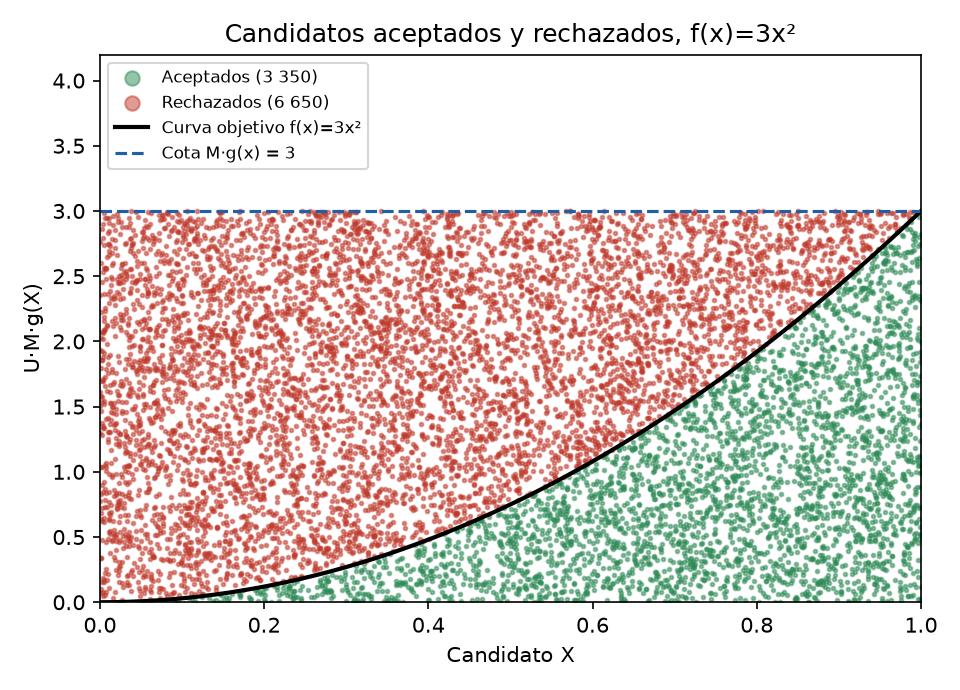 Candidatos aceptados y rechazados, f(x)=3x²
Aceptados (3 350)
Rechazados (6 650)
Curva objetivo f(x)=3x²
Cota M·g(x) = 3
U·M·g(X)
4.0
3.5
3.0
2.5
2.0
1.5
1.0
0.5
0.0
0.0 0.2 0.4 0.6 0.8 1.0
Candidato X